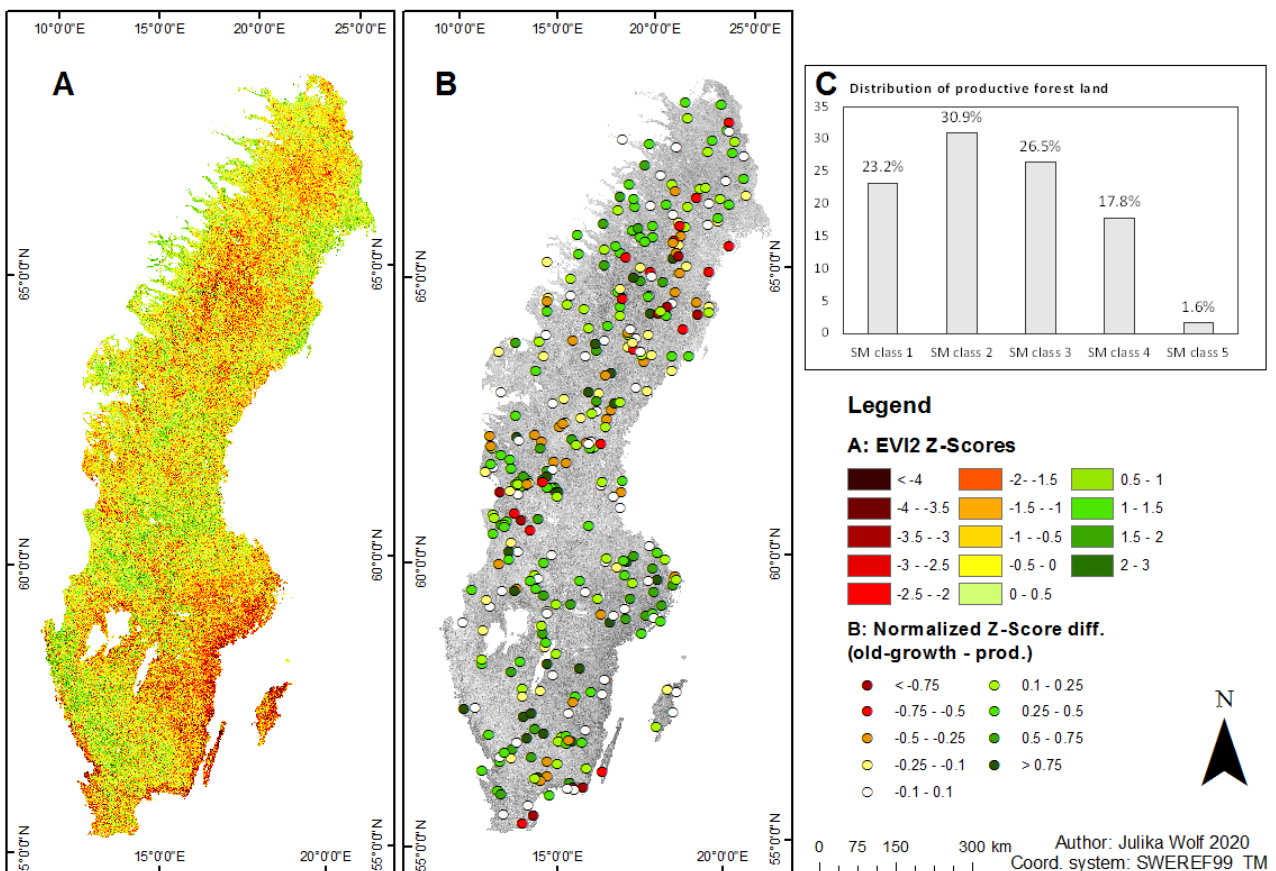 10°0'0"E 15°0'0"E 20°0'0"E 25°0'0"E
A
65°0'0"N
60°0'0"N
55°0'0"N
15°0'0"E 20°0'0"E
10°0'0"E 15°0'0"E 20°0'0"E 25°0'0"E
B
65°0'0"N
65°0'0"N
60°0'0"N
60°0'0"N
55°0'0"N
55°0'0"N
15°0'0"E 20°0'0"E
C Distribution of productive forest land
35
30
25
20
15
10
5
0
23.2%
30.9%
26.5%
17.8%
1.6%
SM class 1 SM class 2 SM class 3 SM class 4 SM class 5
Legend
A: EVI2 Z-Scores
< -4 -2 - -1.5 0.5 - 1
-4 - -3.5 -1.5 - -1 1 - 1.5
-3.5 - -3 -1 - -0.5 1.5 - 2
-3 - -2.5 -0.5 - 0 2 - 3
-2.5 - -2 0 - 0.5
B: Normalized Z-Score diff.
(old-growth - prod.)
< -0.75 0.1 - 0.25
-0.75 - -0.5 0.25 - 0.5
-0.5 - -0.25 0.5 - 0.75
-0.25 - -0.1 > 0.75
-0.1 - 0.1
N
0 75 150 300 km
Author: Julika Wolf 2020
Coord. system: SWEREF99 TM